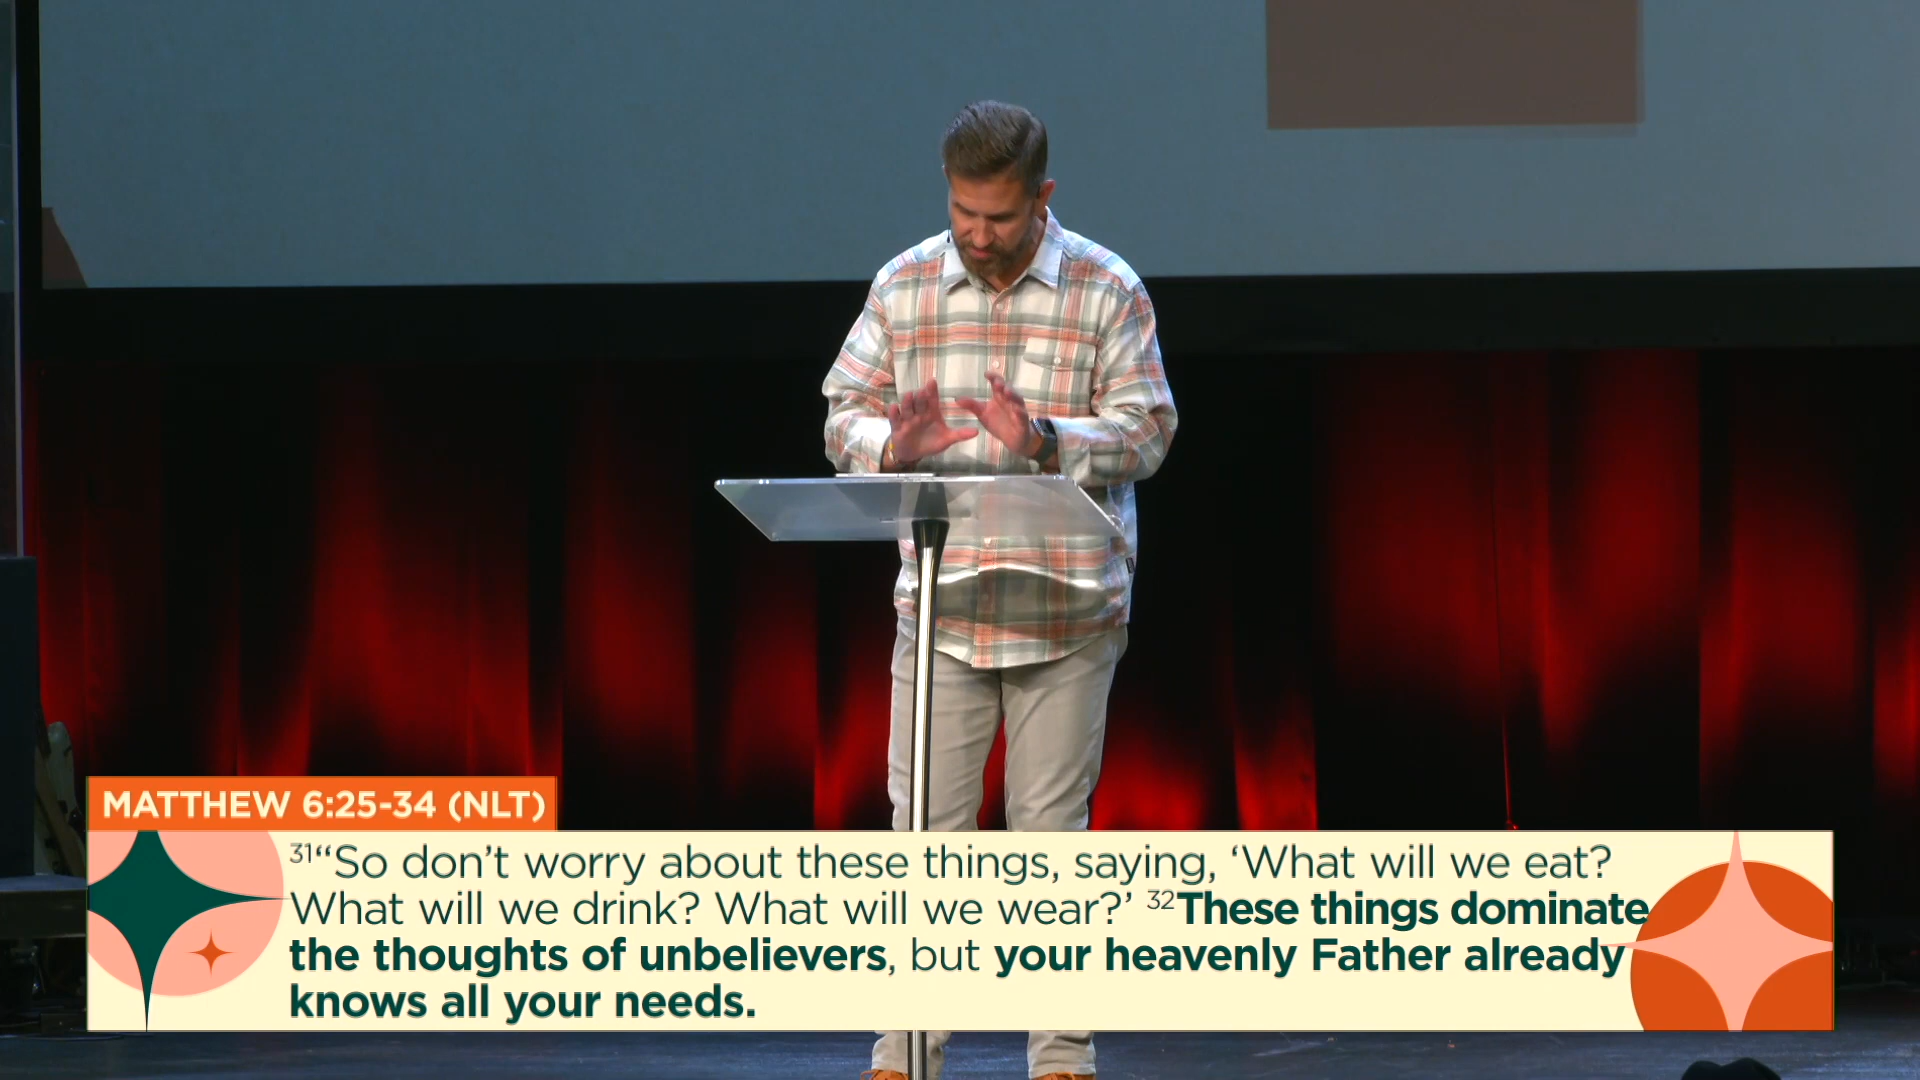 MATTHEW 6:25-34 (NLT)
31“So don’t worry about these things, saying, ‘What will we eat?
What will we drink? What will we wear?’ 32These things dominate
the thoughts of unbelievers, but your heavenly Father already
knows all your needs.